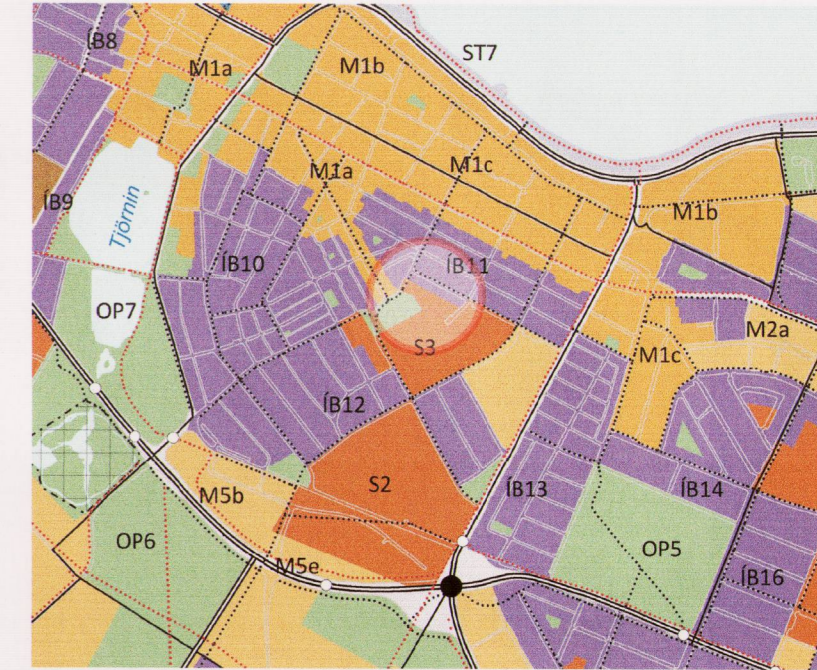 ÍB8
M1a
M1b
ST7
M1a
M1c
ÍB9
Tjörnin
M1b
ÍB10
ÍB11
OP7
S3
M2a
M1c
ÍB12
S2
ÍB13
ÍB14
M5b
OP6
OP5
M5e
ÍB16